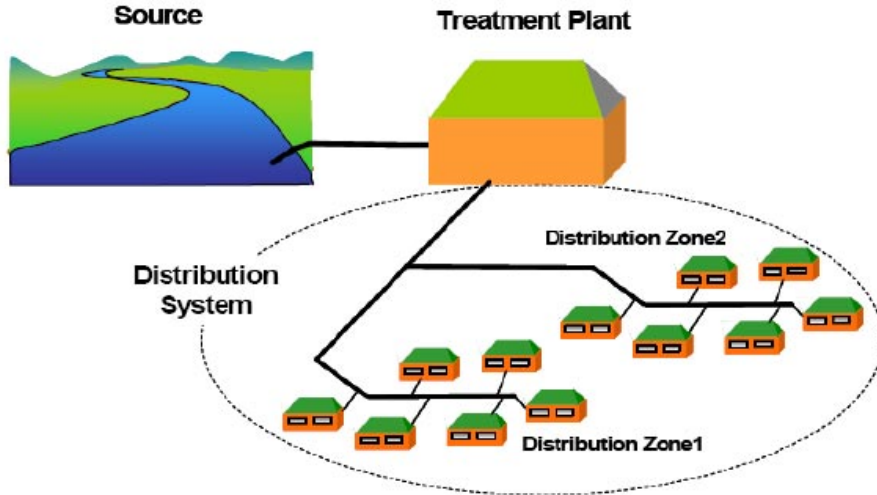 Source
Treatment Plant
Distribution Zone2
Distribution
System
Distribution Zone1